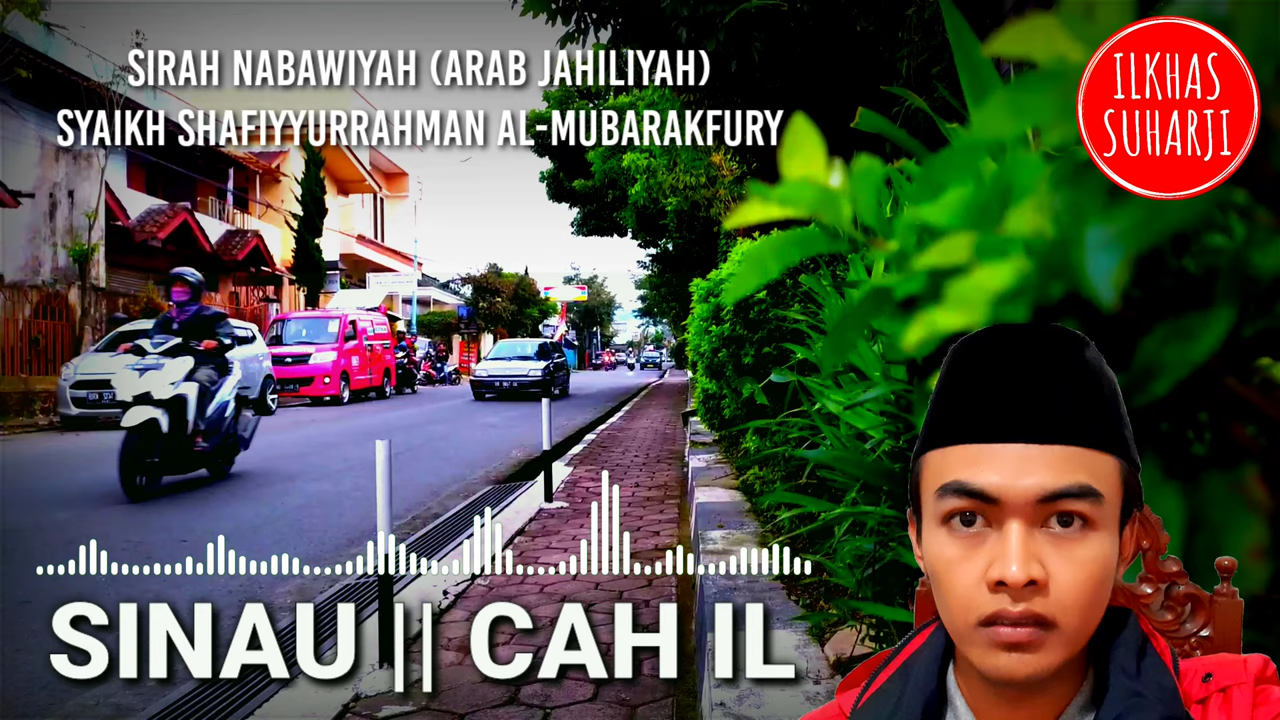 SIRAH NABAWIYAH (ARAB JAHILIYAH)
SYAIKH SHAFIYYURRAHMAN AL-MUBARAKFURY
ILKHAS
SUHARJI
SINAU || CAH IL